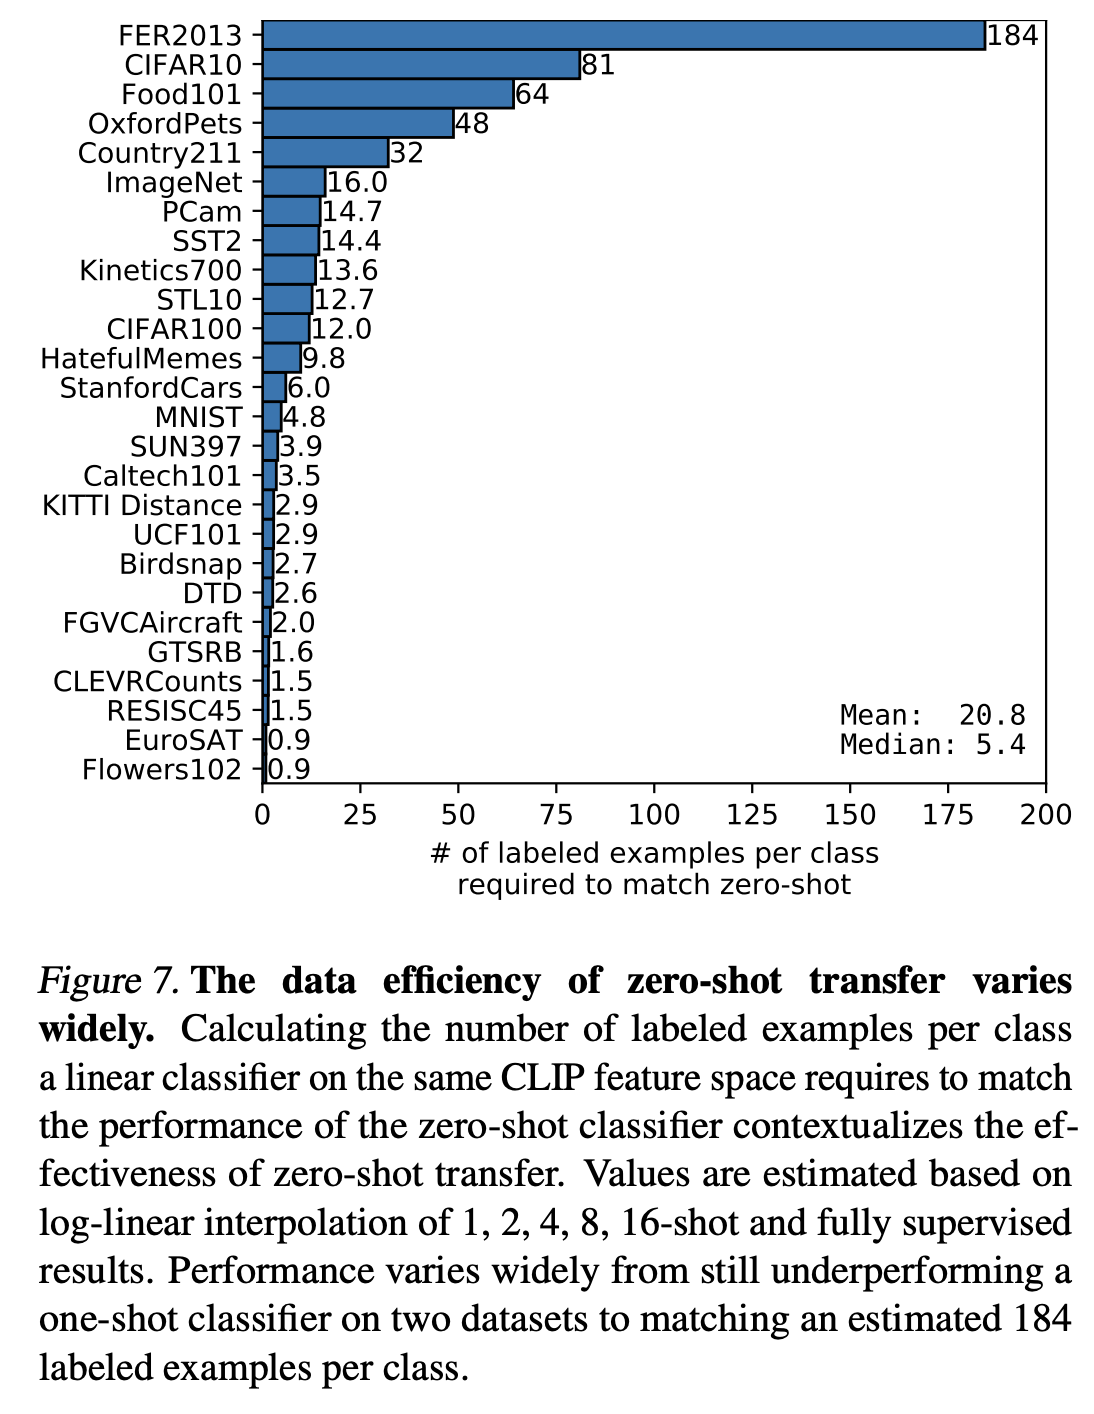 FER2013 184
CIFAR10 81
Food101 64
OxfordPets 48
Country211 32
ImageNet 16.0
PCam 14.7
SST2 14.4
Kinetics700 13.6
STL10 12.7
CIFAR100 12.0
HatefulMemes 9.8
StanfordCars 6.0
MNIST 4.8
SUN397 3.9
Caltech101 3.5
KITTI Distance 2.9
UCF101 2.9
Birdsnap 2.7
DTD 2.6
FGVCAircraft 2.0
GTSRB 1.6
CLEVRCounts 1.5
RESISC45 1.5
EuroSAT 0.9
Flowers102 0.9
Mean: 20.8
Median: 5.4
0 25 50 75 100 125 150 175 200
# of labeled examples per class
required to match zero-shot
Figure 7. The data efficiency of zero-shot transfer varies
widely. Calculating the number of labeled examples per class
a linear classifier on the same CLIP feature space requires to match
the performance of the zero-shot classifier contextualizes the ef-
fectiveness of zero-shot transfer. Values are estimated based on
log-linear interpolation of 1, 2, 4, 8, 16-shot and fully supervised
results. Performance varies widely from still underperforming a
one-shot classifier on two datasets to matching an estimated 184
labeled examples per class.